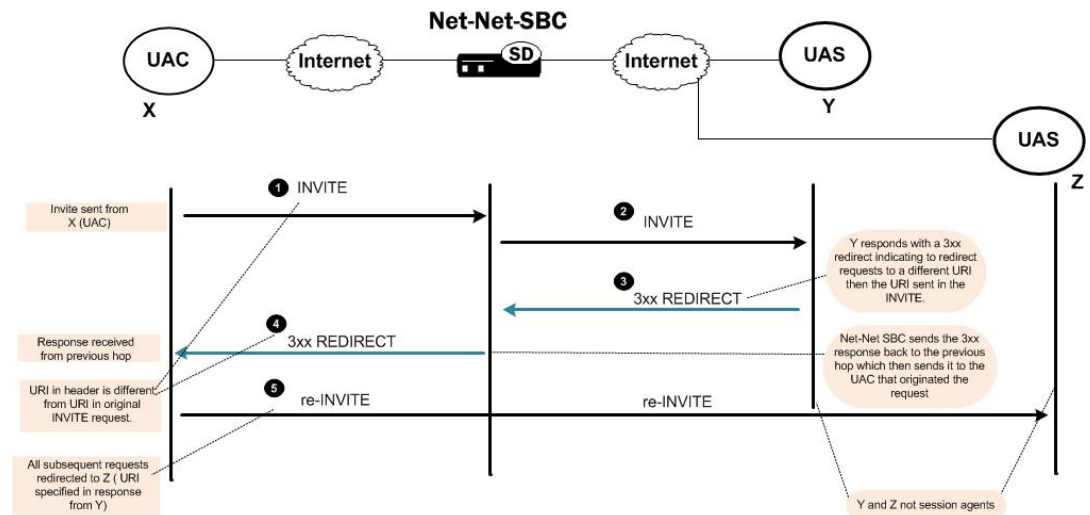 Net-Net-SBC
UAC
Internet
SD
Internet
UAS
X
Y
UAS
Z
1 INVITE
Invite sent from
X (UAC)
2
INVITE
Y responds with a 3xx
redirect indicating to redirect
requests to a different URI
then the URI sent in the
INVITE.
3
3xx REDIRECT
4
3xx REDIRECT
Response received
from previous hop
Net-Net SBC sends the 3xx
response back to the previous
hop which then sends it to the
UAC that originated the
request
URI in header is different
from URI in original
INVITE request.
5
re-INVITE
re-INVITE
All subsequent requests
redirected to Z ( URI
specified in response
from Y)
Y and Z not session agents